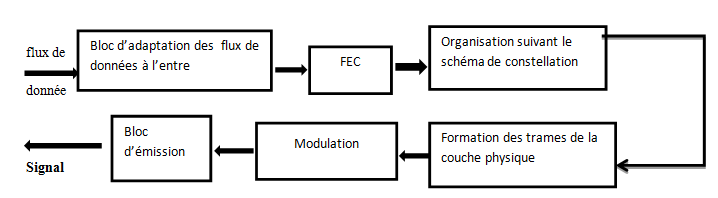 flux de
donnée
Bloc d'adaptation des flux de
données à l'entre
FEC
Organisation suivant le
schéma de constellation
Formation des trames de la
couche physique
Modulation
Bloc
d'émission
Signal